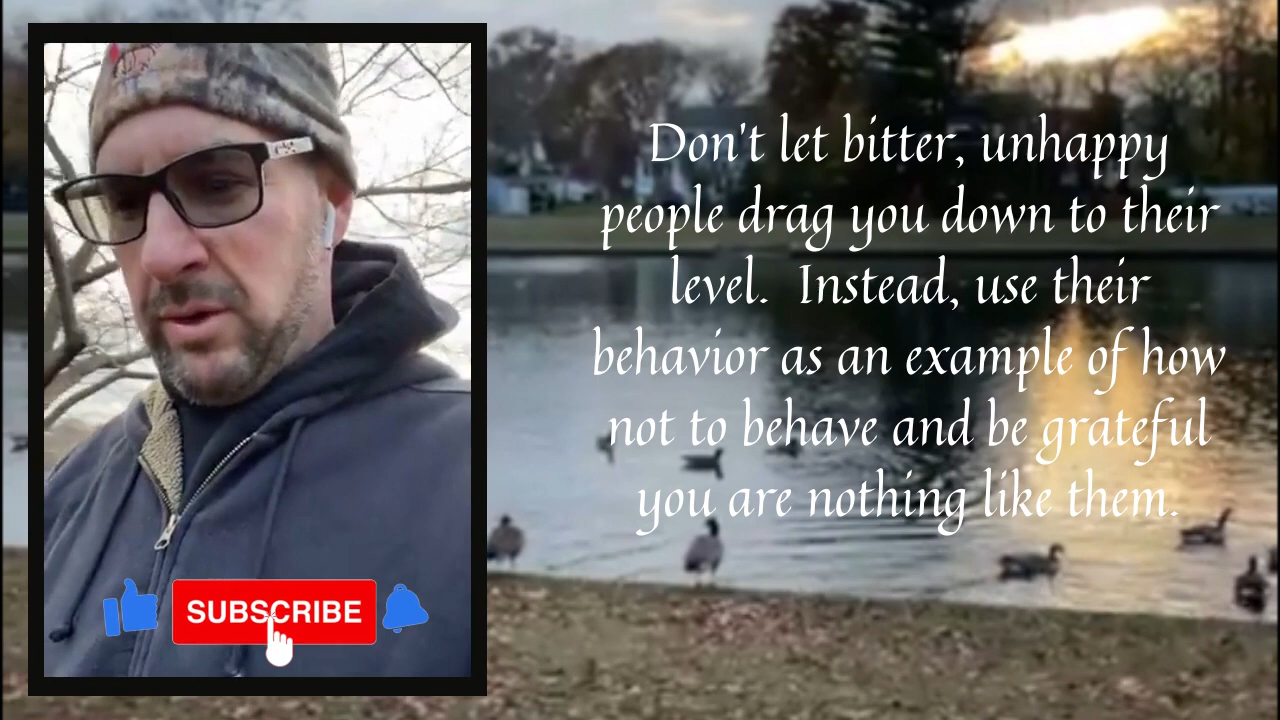 Don't let bitter, unhappy
people drag you down to their
level.  Instead, use their
behavior as an example of how
not to behave and be grateful
you are nothing like them.
SUBSCRIBE